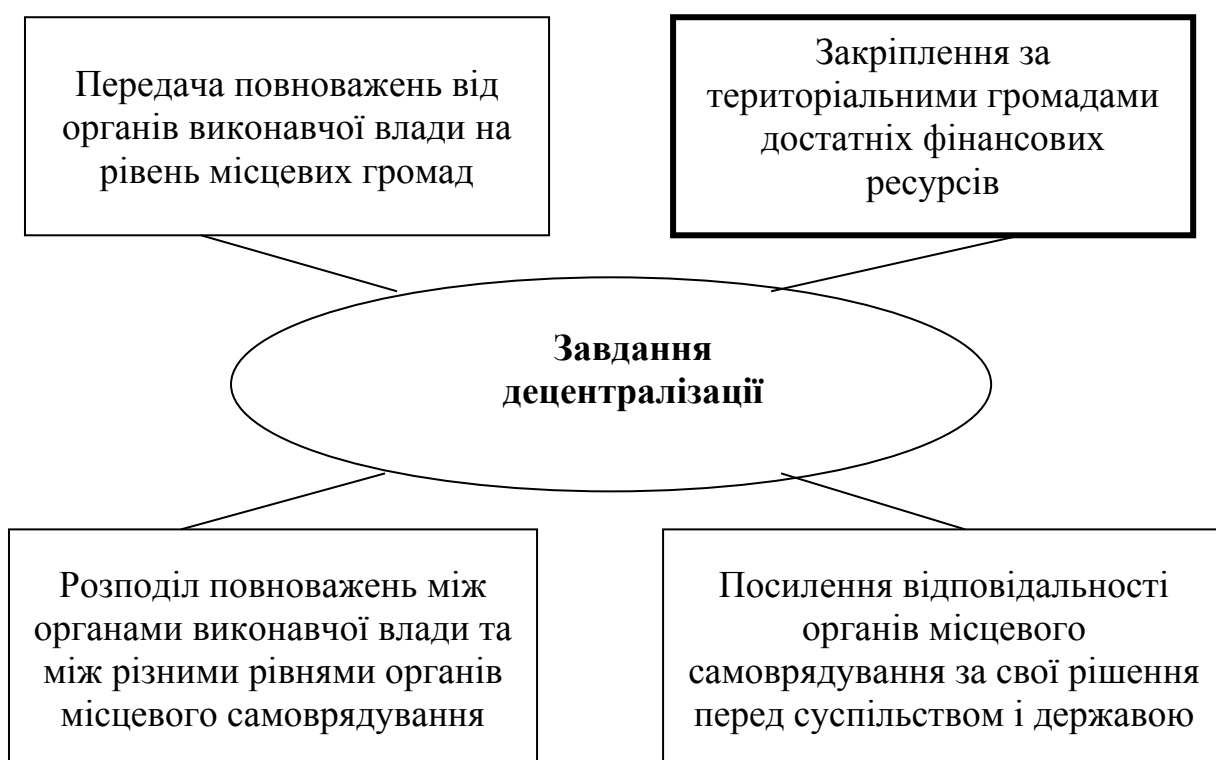 Передача повноважень від
органів виконавчої влади на
рівень місцевих громад
Закріплення за
територіальними громадами
достатніх фінансових
ресурсів
Завдання
децентралізації
Розподіл повноважень між
органами виконавчої влади та
між різними рівнями органів
місцевого самоврядування
Посилення відповідальності
органів місцевого
самоврядування за свої рішення
перед суспільством і державою